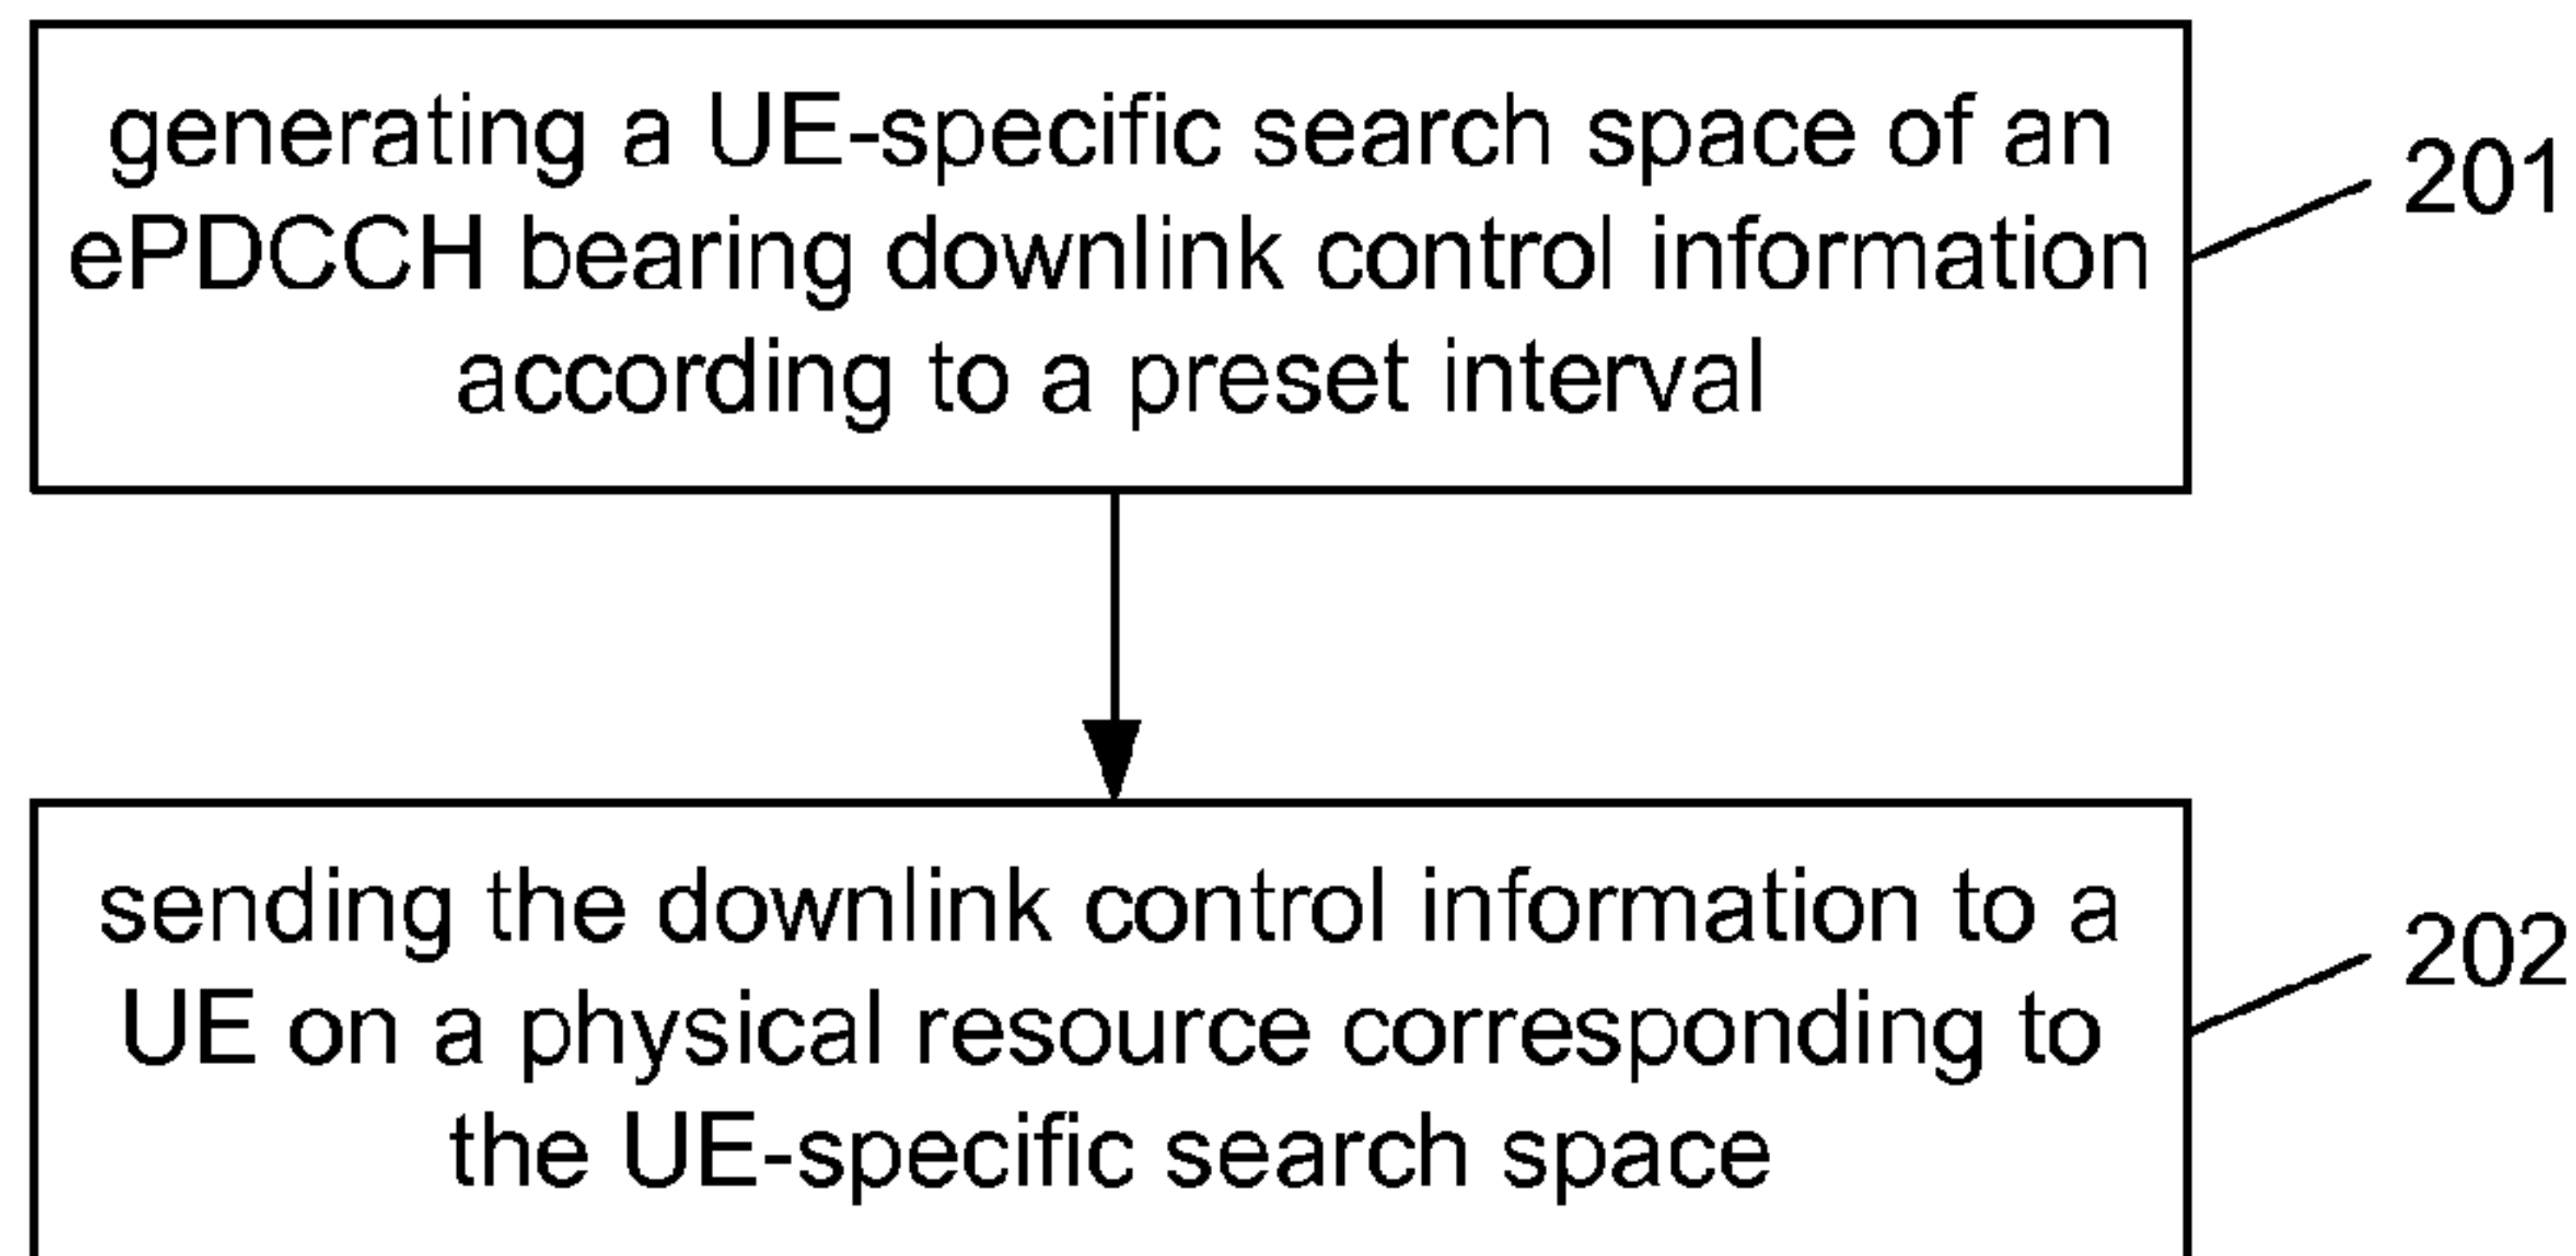 generating a UE-specific search space of an
ePDCCH bearing downlink control information
according to a preset interval
201
sending the downlink control information to a
UE on a physical resource corresponding to
the UE-specific search space
202